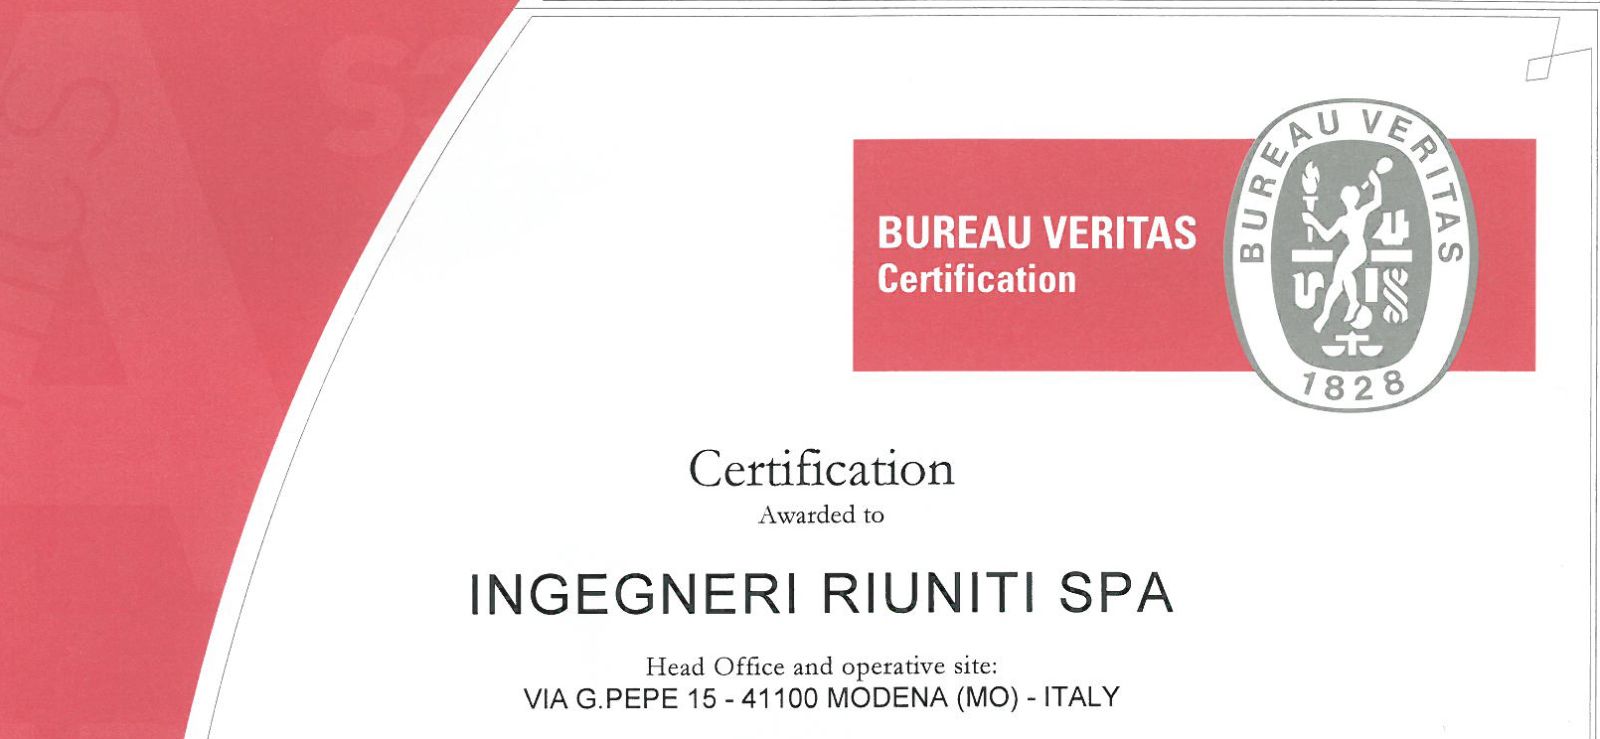 BUREAU VERITAS
Certification
BUREAU VERITAS
1828
Certification
Awarded to
INGEGNERI RIUNITI SPA
Head Office and operative site:
VIA G.PEPE 15 - 41100 MODENA (MO) - ITALY